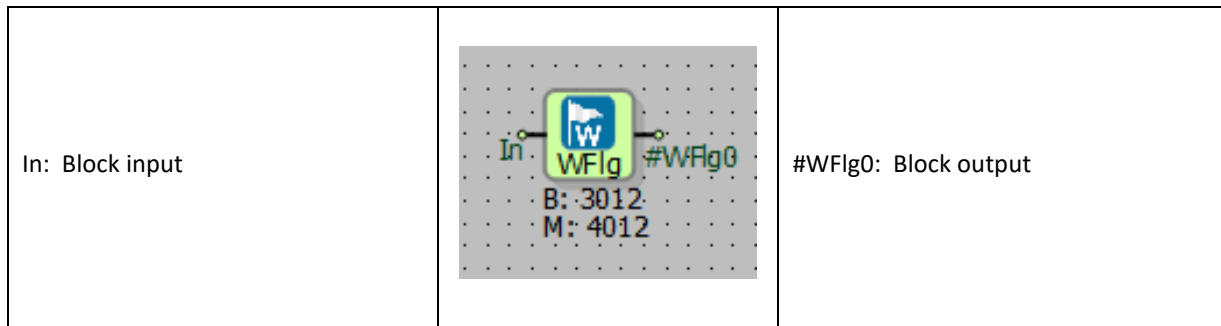 In: Block input
W
In
WFlg
#WFlg0
B: 3012
M: 4012
#WFlg0: Block output